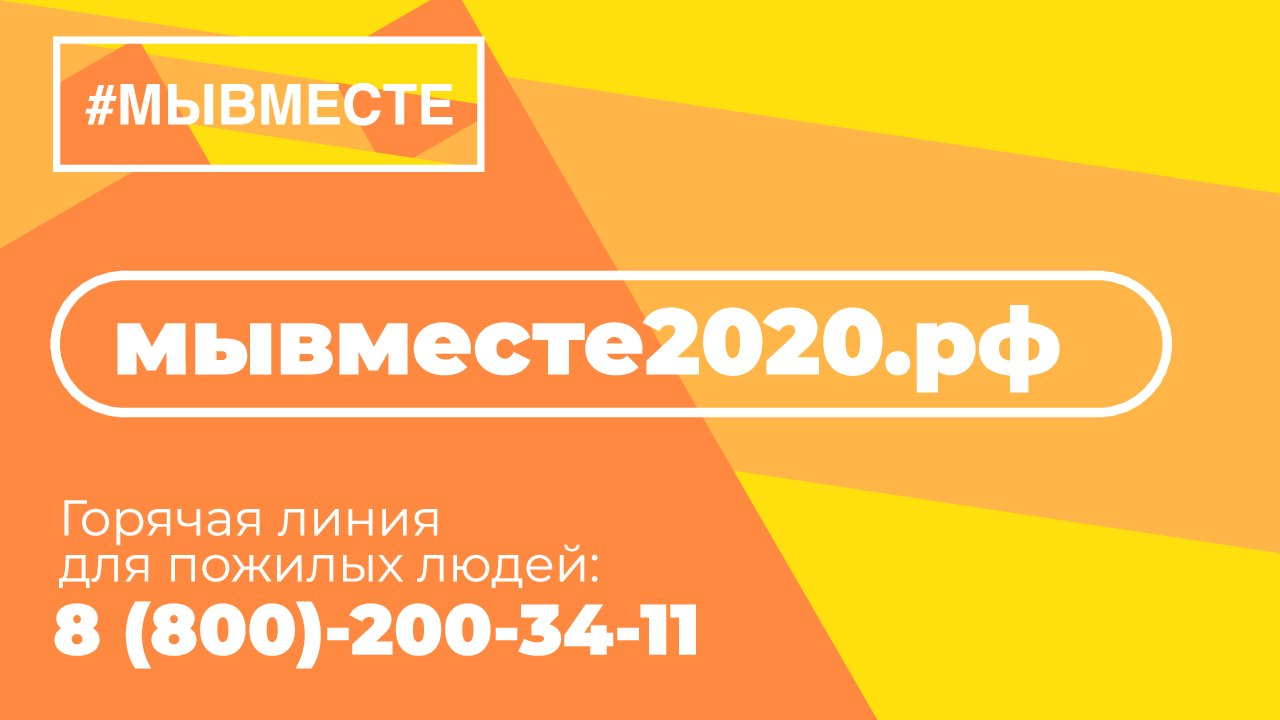 #МЫВМЕСТЕ
мывместе2020.рф
Горячая линия
для пожилых людей:
8 (800)-200-34-11